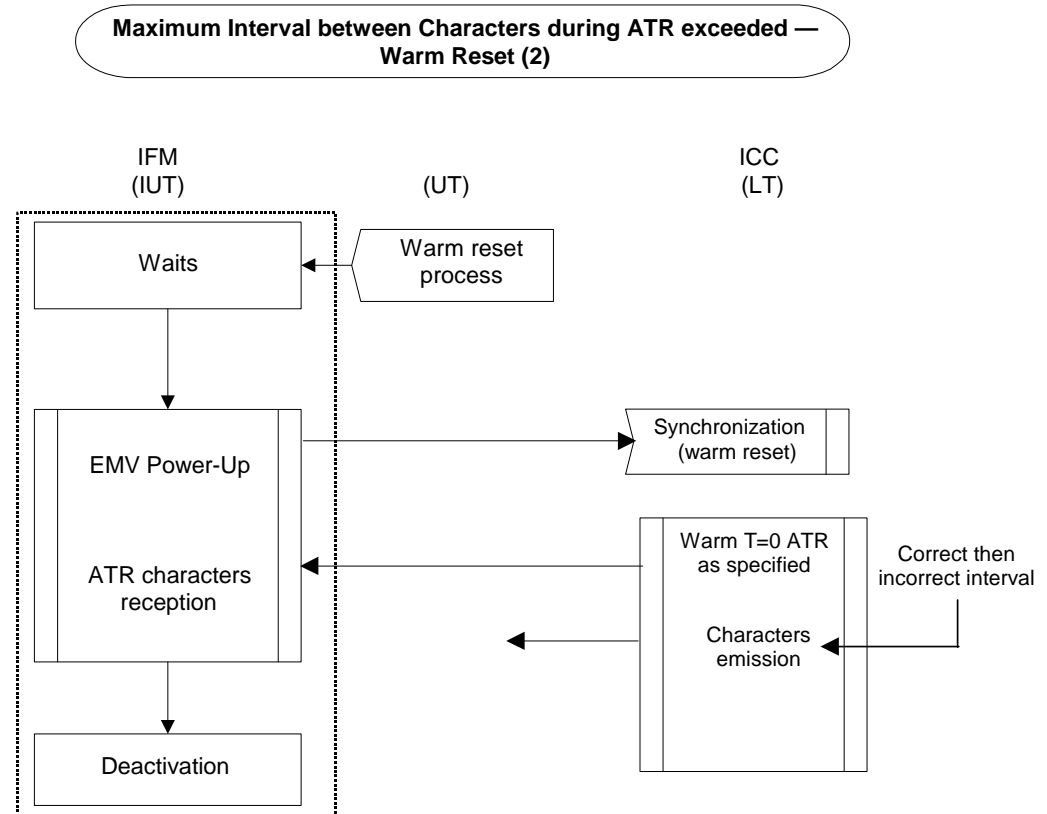 Maximum Interval between Characters during ATR exceeded —
Warm Reset (2)
IFM
(IUT)
(UT)
ICC
(LT)
Waits
Warm reset
process
EMV Power-Up
Synchronization
(warm reset)
ATR characters
reception
Warm T=0 ATR
as specified
Correct then
incorrect interval
Characters
emission
Deactivation